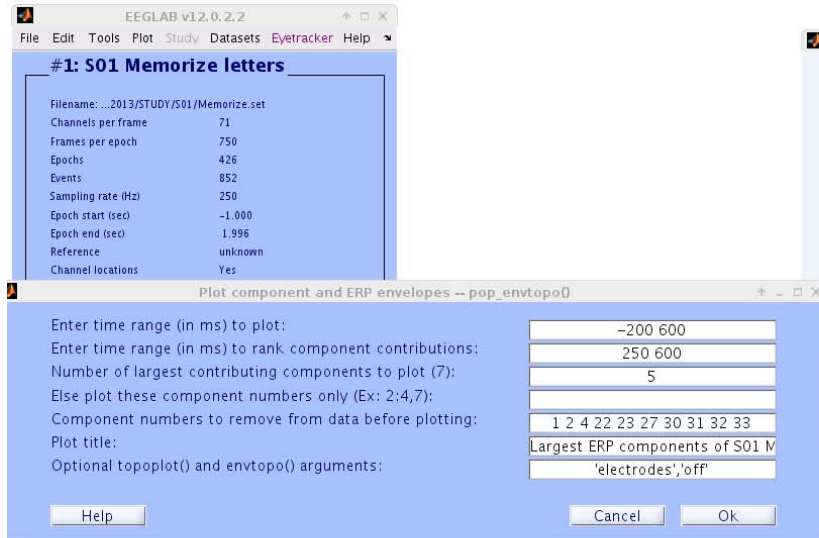 EEGLAB v12.0.2.2
File Edit Tools Plot Study Datasets Eyetracker Help
#1: S01 Memorize letters
Filename: ...2013/STUDY/S01/Memorize.set
Channels per frame 71
Frames per epoch 750
Epochs 426
Events 852
Sampling rate (Hz) 250
Epoch start (sec) -1.000
Epoch end (sec) 1.996
Reference unknown
Channel locations Yes
Plot component and ERP envelopes -- pop_envtopo()
Enter time range (in ms) to plot: -200 600
Enter time range (in ms) to rank component contributions: 250 600
Number of largest contributing components to plot (7): 5
Else plot these component numbers only (Ex: 2:4,7):
Component numbers to remove from data before plotting: 1 2 4 22 23 27 30 31 32 33
Plot title: Largest ERP components of S01 M
Optional topoplot() and envtopo() arguments: 'electrodes','off'
Help Cancel Ok